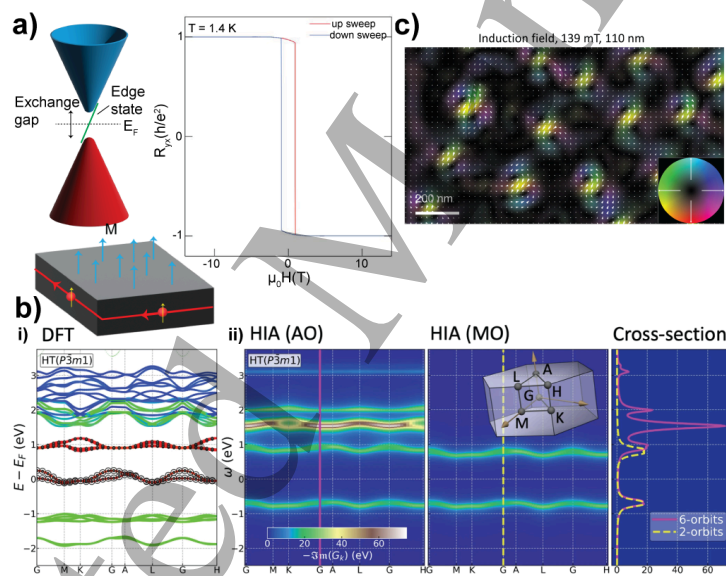 a)
T = 1.4 K
up sweep
down sweep
Exchange
gap
Edge
state
E_F
M
R_yx(h/e²)
1
0
-1
0
10
μ₀H(T)
c)
Induction field, 139 mT, 110 nm
200 nm
b)
i) DFT
HT(P3̄m1)
E − E_F (eV)
3
2
1
0
−1
−2
G M K G A L G H
ii) HIA (AO)
HT(P3̄m1)
ω (eV)
3
2
1
0
−1
−2
0 20 40 60
−ℑm(G_k) (eV)
G M K G A L G H
HIA (MO)
A
L
H
G
M
K
G M K G A L G H
Cross-section
6-orbits
2-orbits
0 20 40 60